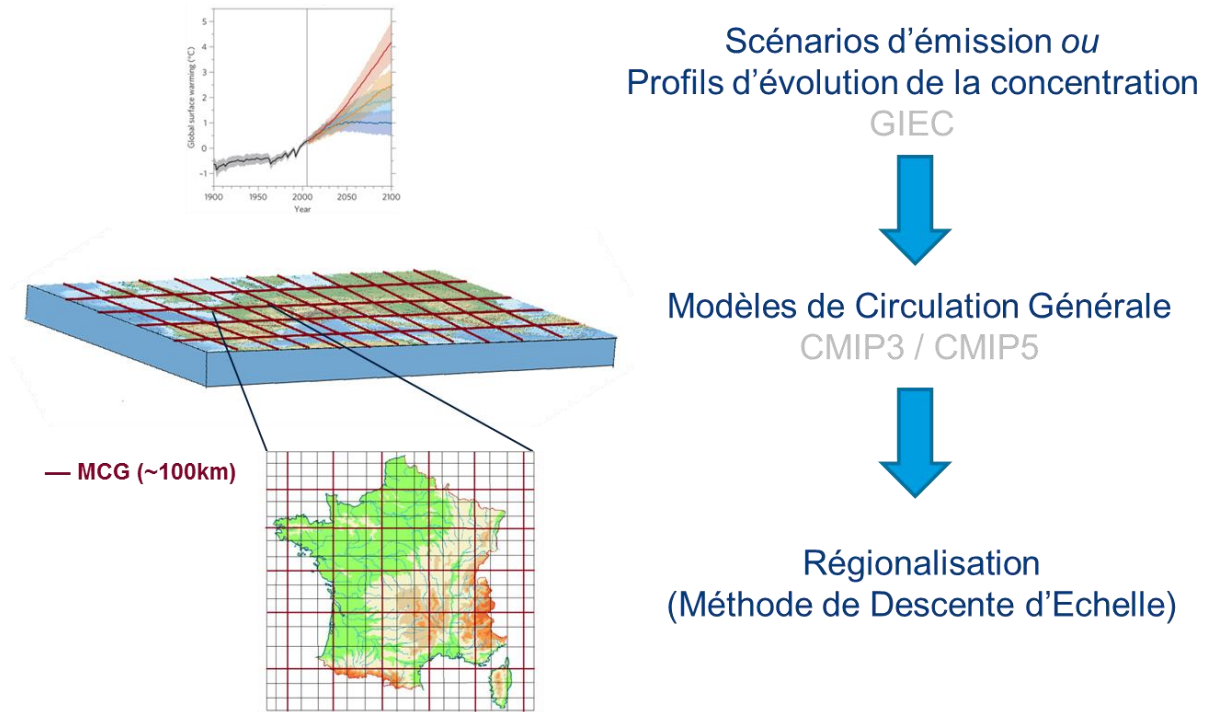 Global surface warming (°C)
5
4
3
2
1
0
−1
1900 1950 2000 2050 2100
Year
Scénarios d’émission ou
Profils d’évolution de la concentration
GIEC
Modèles de Circulation Générale
CMIP3 / CMIP5
— MCG (~100km)
Régionalisation
(Méthode de Descente d’Echelle)